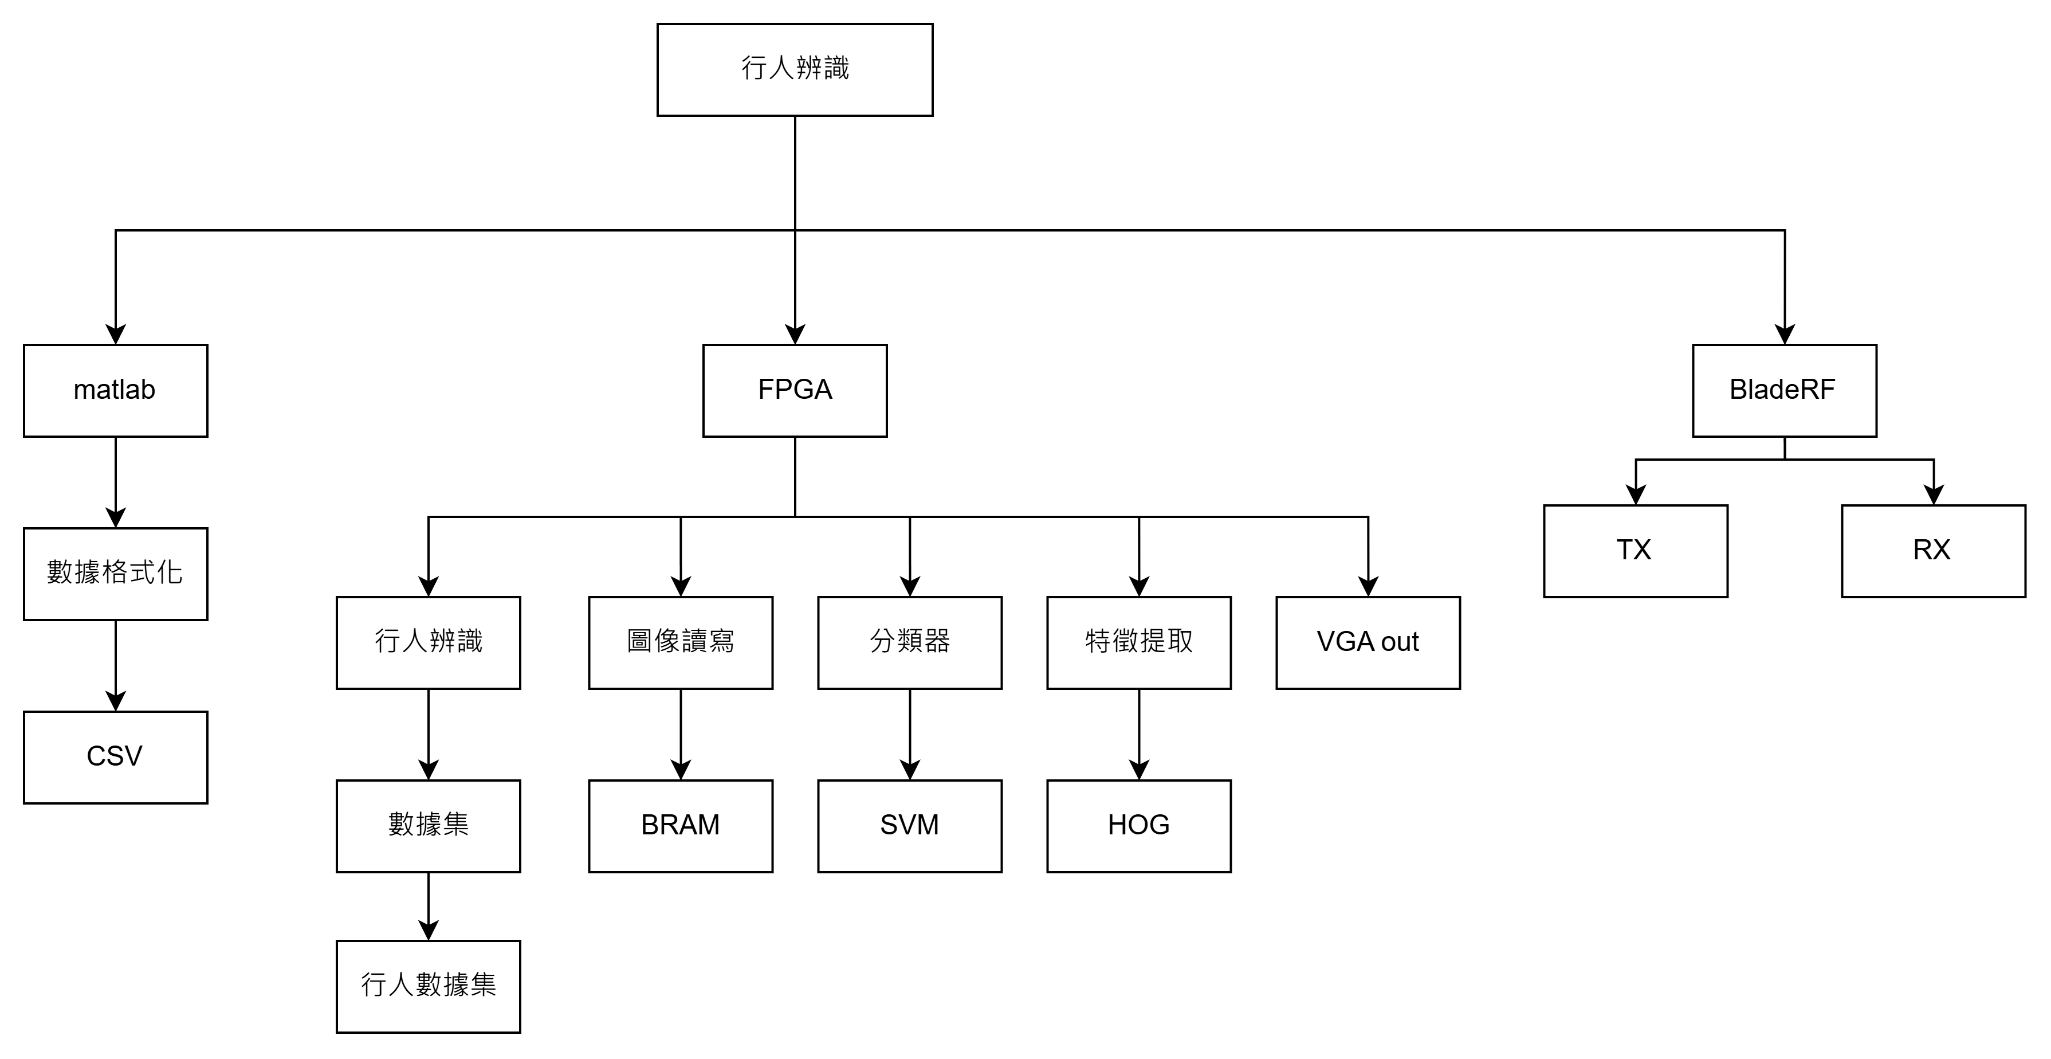 行人辨識
matlab
FPGA
BladeRF
TX
RX
數據格式化
行人辨識
圖像讀寫
分類器
特徵提取
VGA out
CSV
數據集
BRAM
SVM
HOG
行人數據集